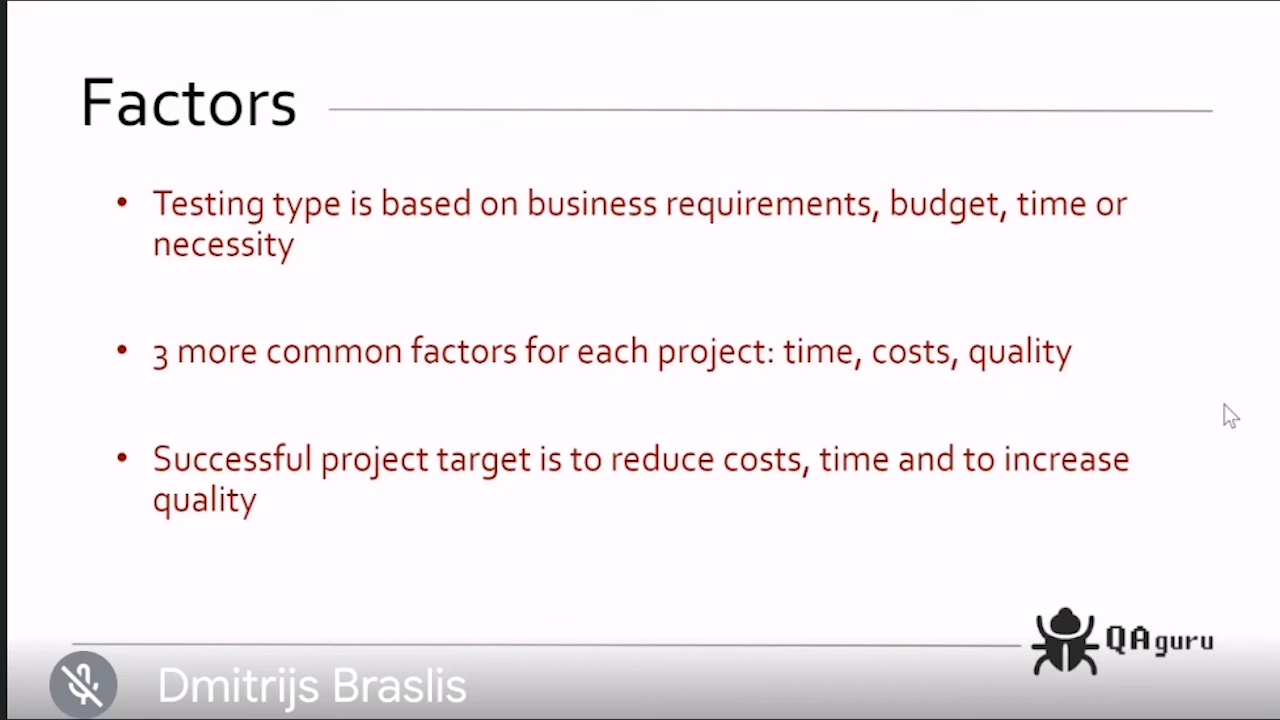 Factors
• Testing type is based on business requirements, budget, time or
necessity
• 3 more common factors for each project: time, costs, quality
• Successful project target is to reduce costs, time and to increase
quality
QAguru
Dmitrijs Braslis